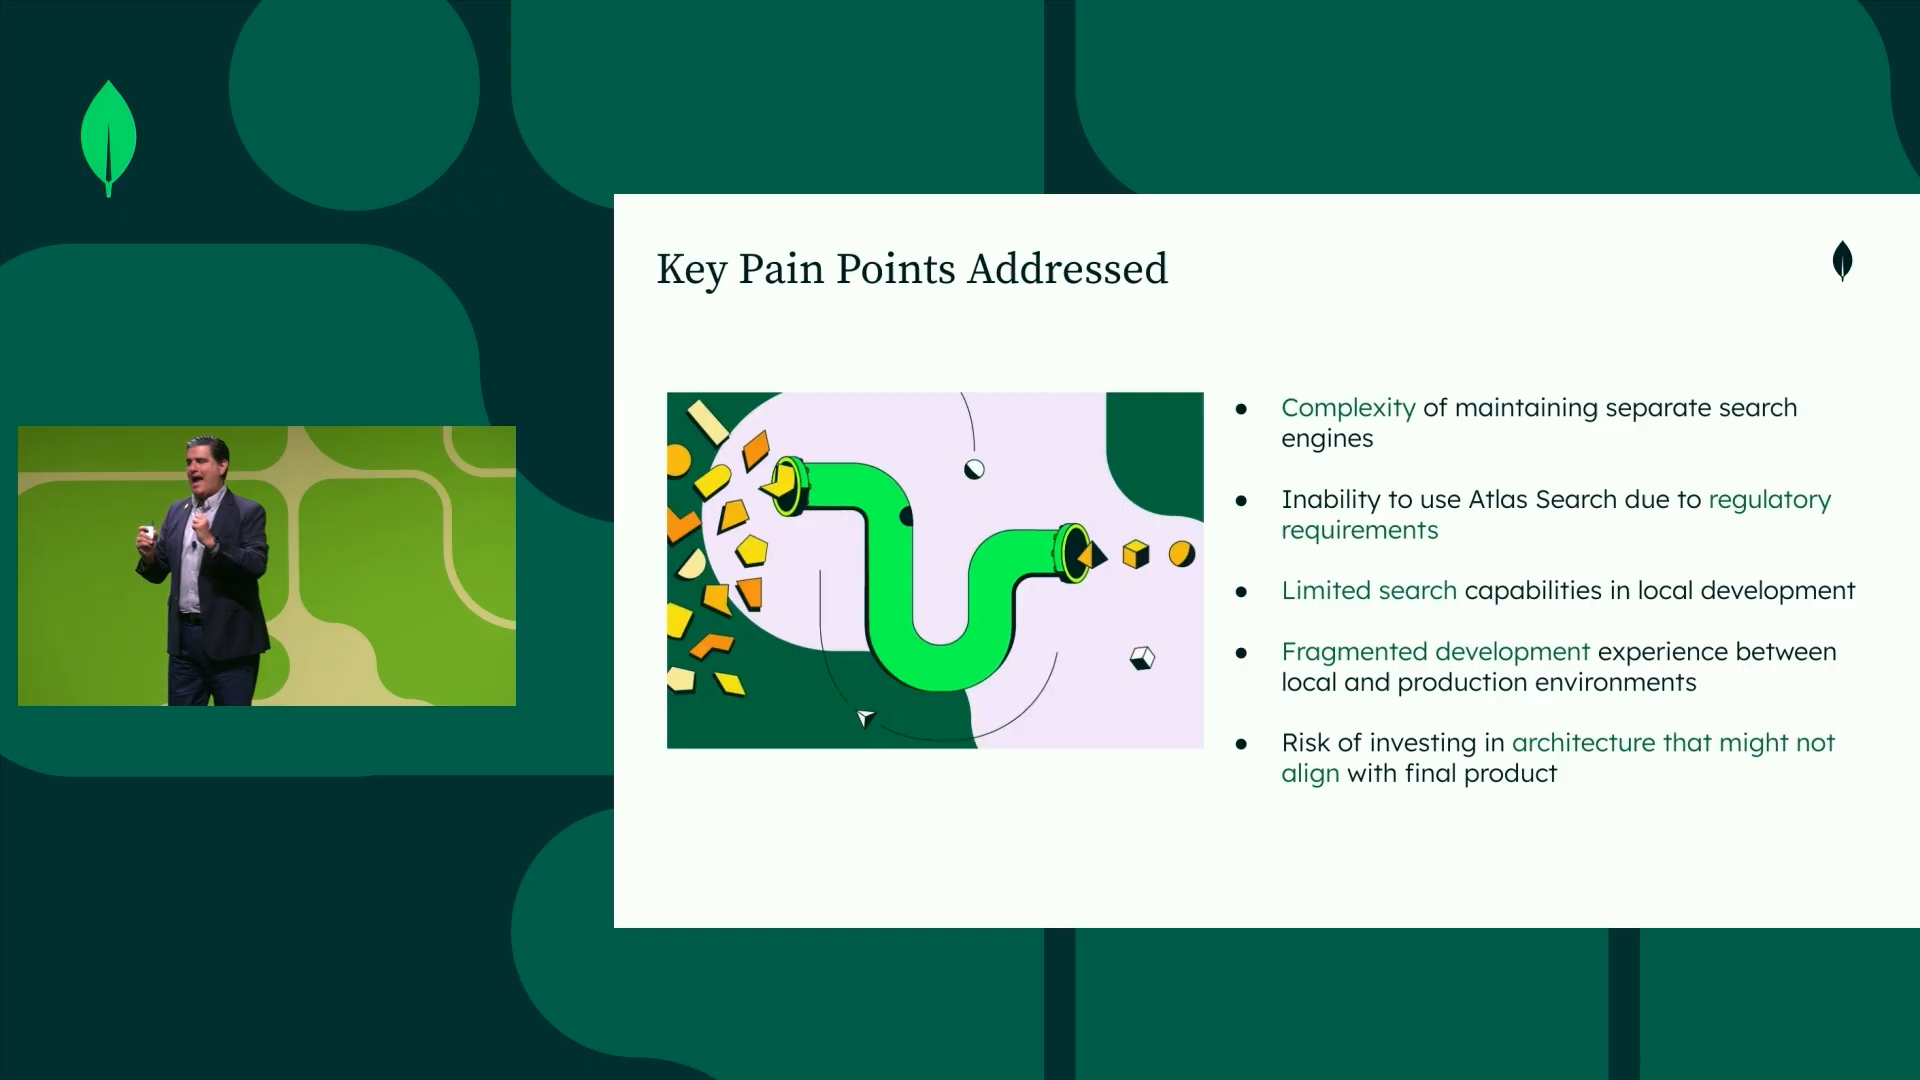 Key Pain Points Addressed
● Complexity of maintaining separate search
engines
● Inability to use Atlas Search due to regulatory
requirements
● Limited search capabilities in local development
● Fragmented development experience between
local and production environments
● Risk of investing in architecture that might not
align with final product